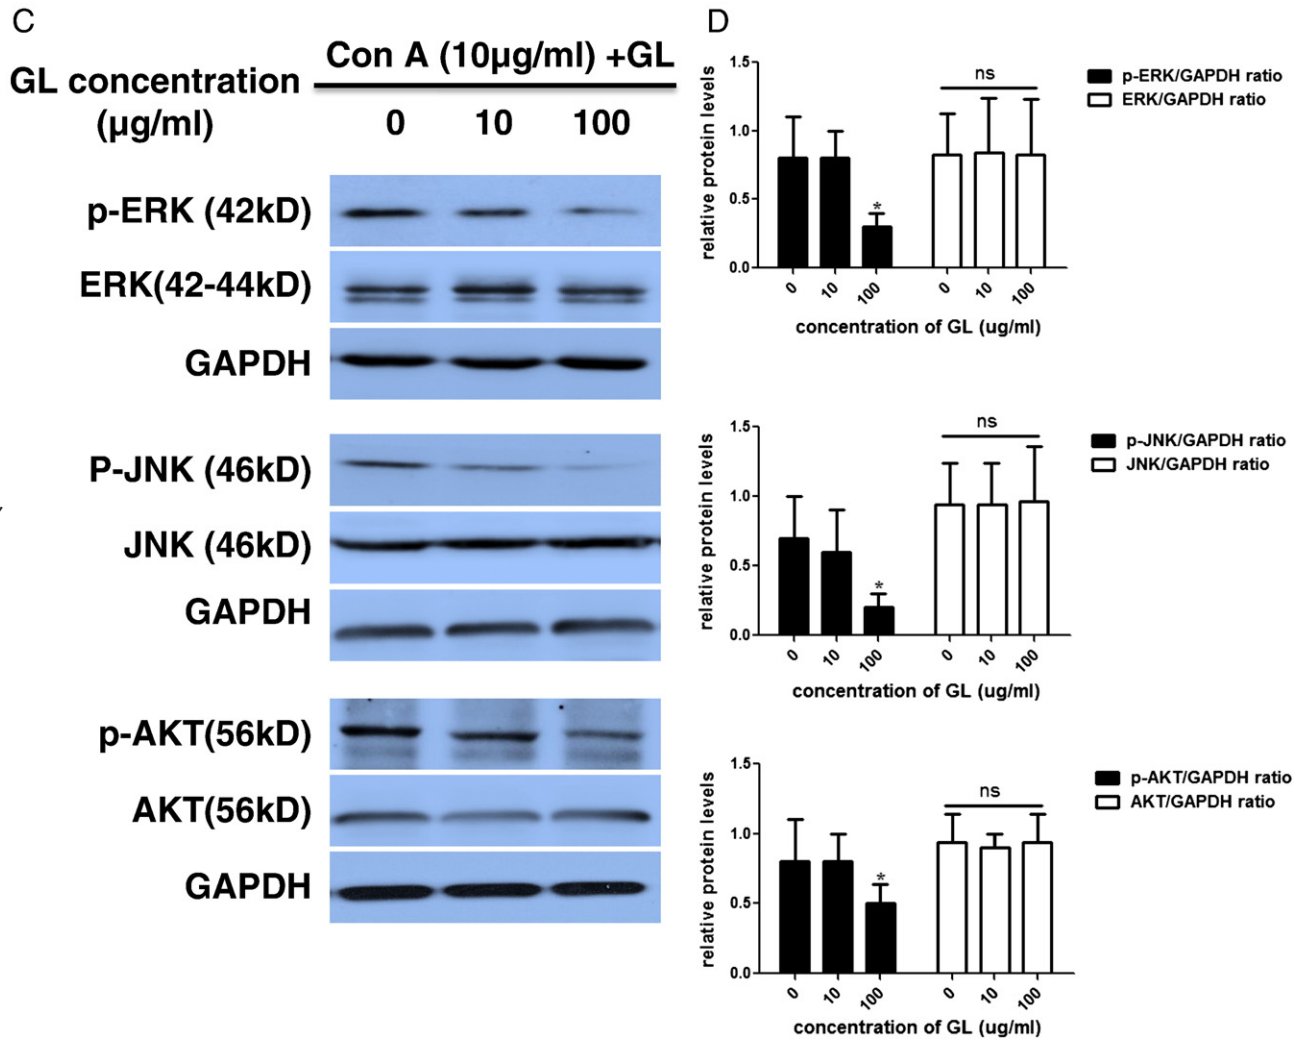 C
Con A (10μg/ml) +GL
GL concentration
(μg/ml)
0 10 100
p-ERK (42kD)
ERK(42-44kD)
GAPDH
P-JNK (46kD)
JNK (46kD)
GAPDH
p-AKT(56kD)
AKT(56kD)
GAPDH
D
relative protein levels
1.5
1.0
0.5
0.0
*
ns
0 10 100 0 10 100
concentration of GL (ug/ml)
p-ERK/GAPDH ratio
ERK/GAPDH ratio
relative protein levels
1.5
1.0
0.5
0.0
*
ns
0 10 100 0 10 100
concentration of GL (ug/ml)
p-JNK/GAPDH ratio
JNK/GAPDH ratio
relative protein levels
1.5
1.0
0.5
0.0
*
ns
0 10 100 0 10 100
concentration of GL (ug/ml)
p-AKT/GAPDH ratio
AKT/GAPDH ratio